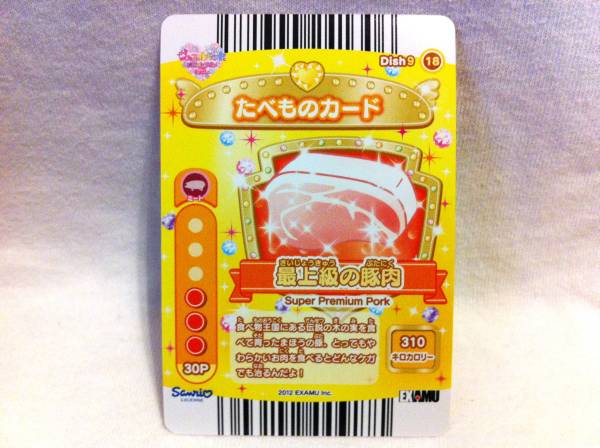 Dish 9 18
たべものカード
ミート
さいじょうきゅう ぶたにく
最上級の豚肉
Super Premium Pork
食べ物王国にある伝説の木の実を食
べて育ったまほうの豚。とってもや
わらかいお肉を食べるとどんなケガ
でも治るんだよ!
310
キロカロリー
30P
Sanrio
LICENSE
2012 EXAMU Inc.
EXAMU